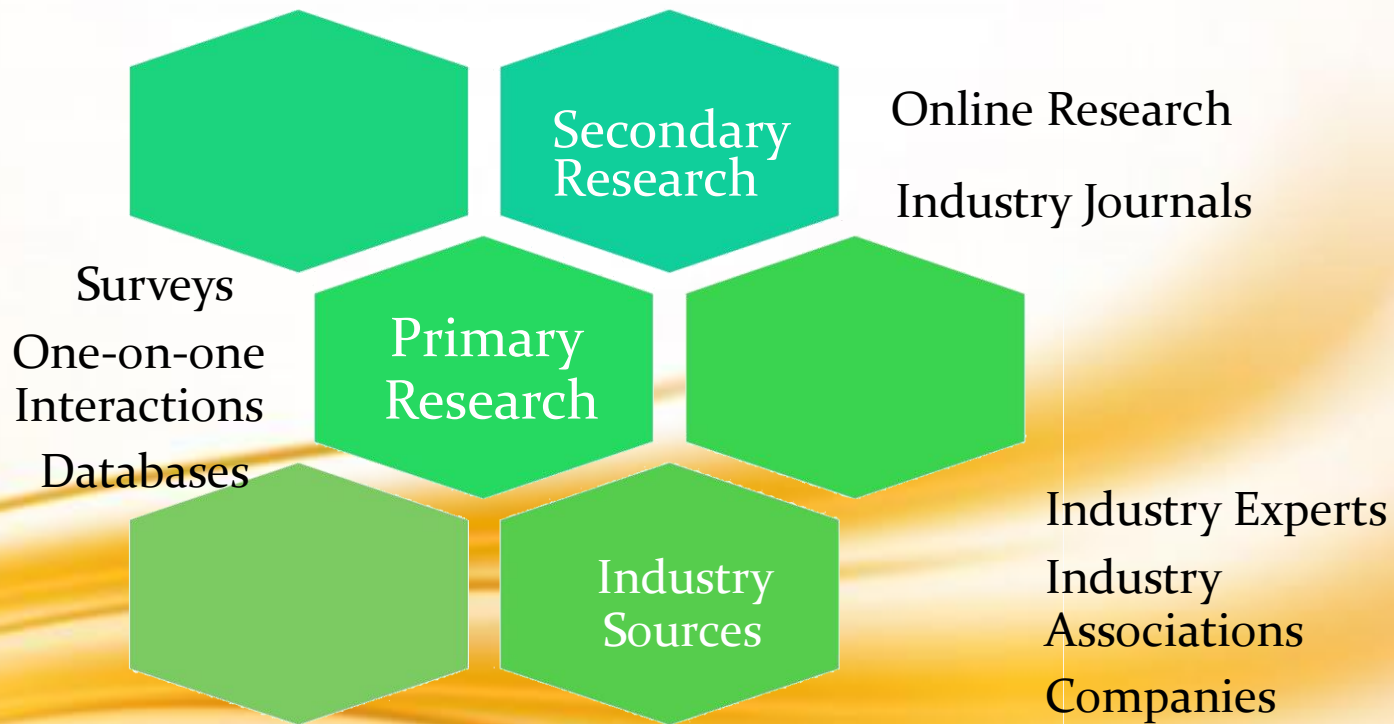 Secondary
Research
Online Research
Industry Journals
Surveys
One-on-one
Interactions
Databases
Primary
Research
Industry
Sources
Industry Experts
Industry
Associations
Companies